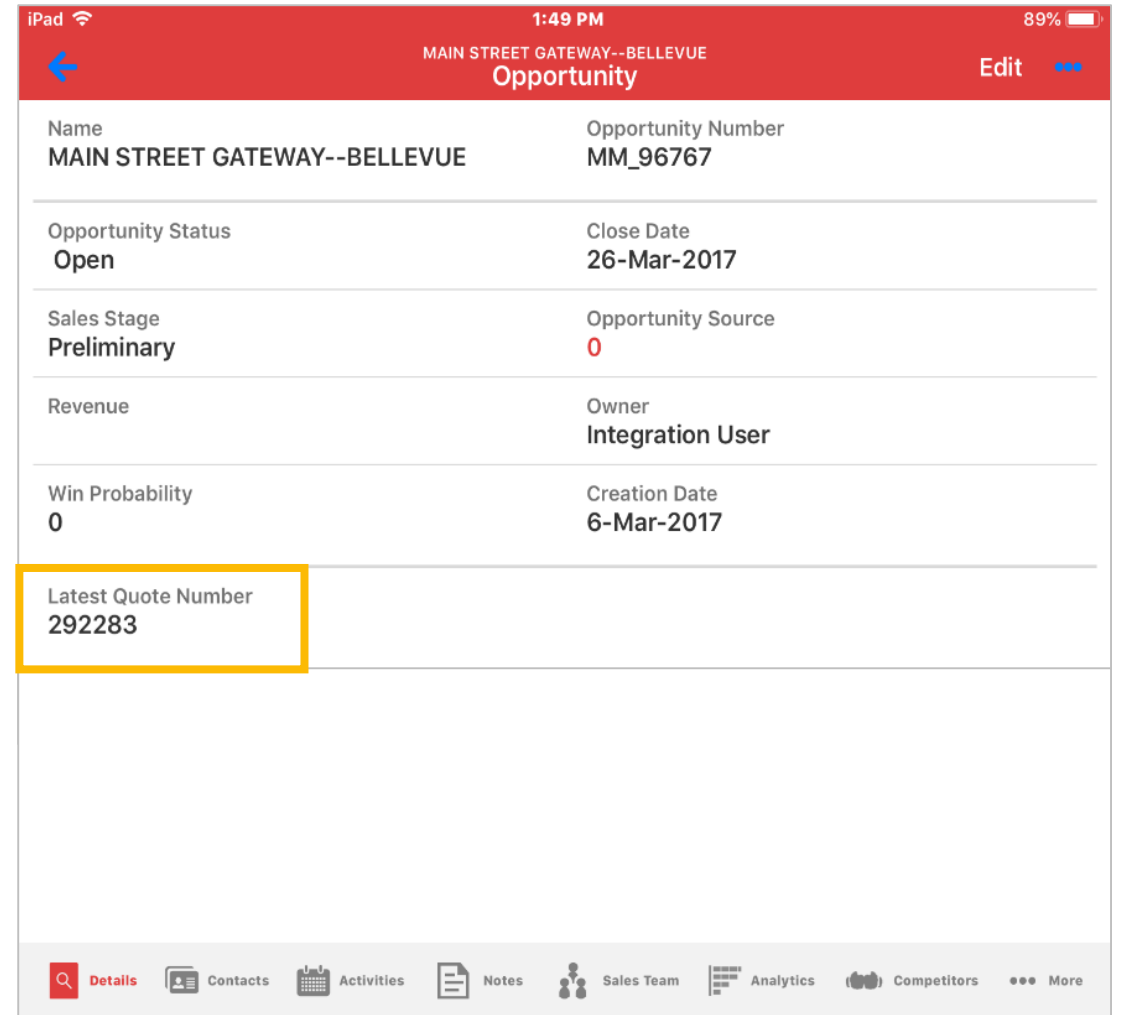 iPad 1:49 PM 89%
MAIN STREET GATEWAY--BELLEVUE
Opportunity
Edit
Name Opportunity Number
MAIN STREET GATEWAY--BELLEVUE MM_96767
Opportunity Status Close Date
Open 26-Mar-2017
Sales Stage Opportunity Source
Preliminary 0
Revenue Owner
Integration User
Win Probability Creation Date
0 6-Mar-2017
Latest Quote Number
292283
Details Contacts Activities Notes Sales Team Analytics Competitors More